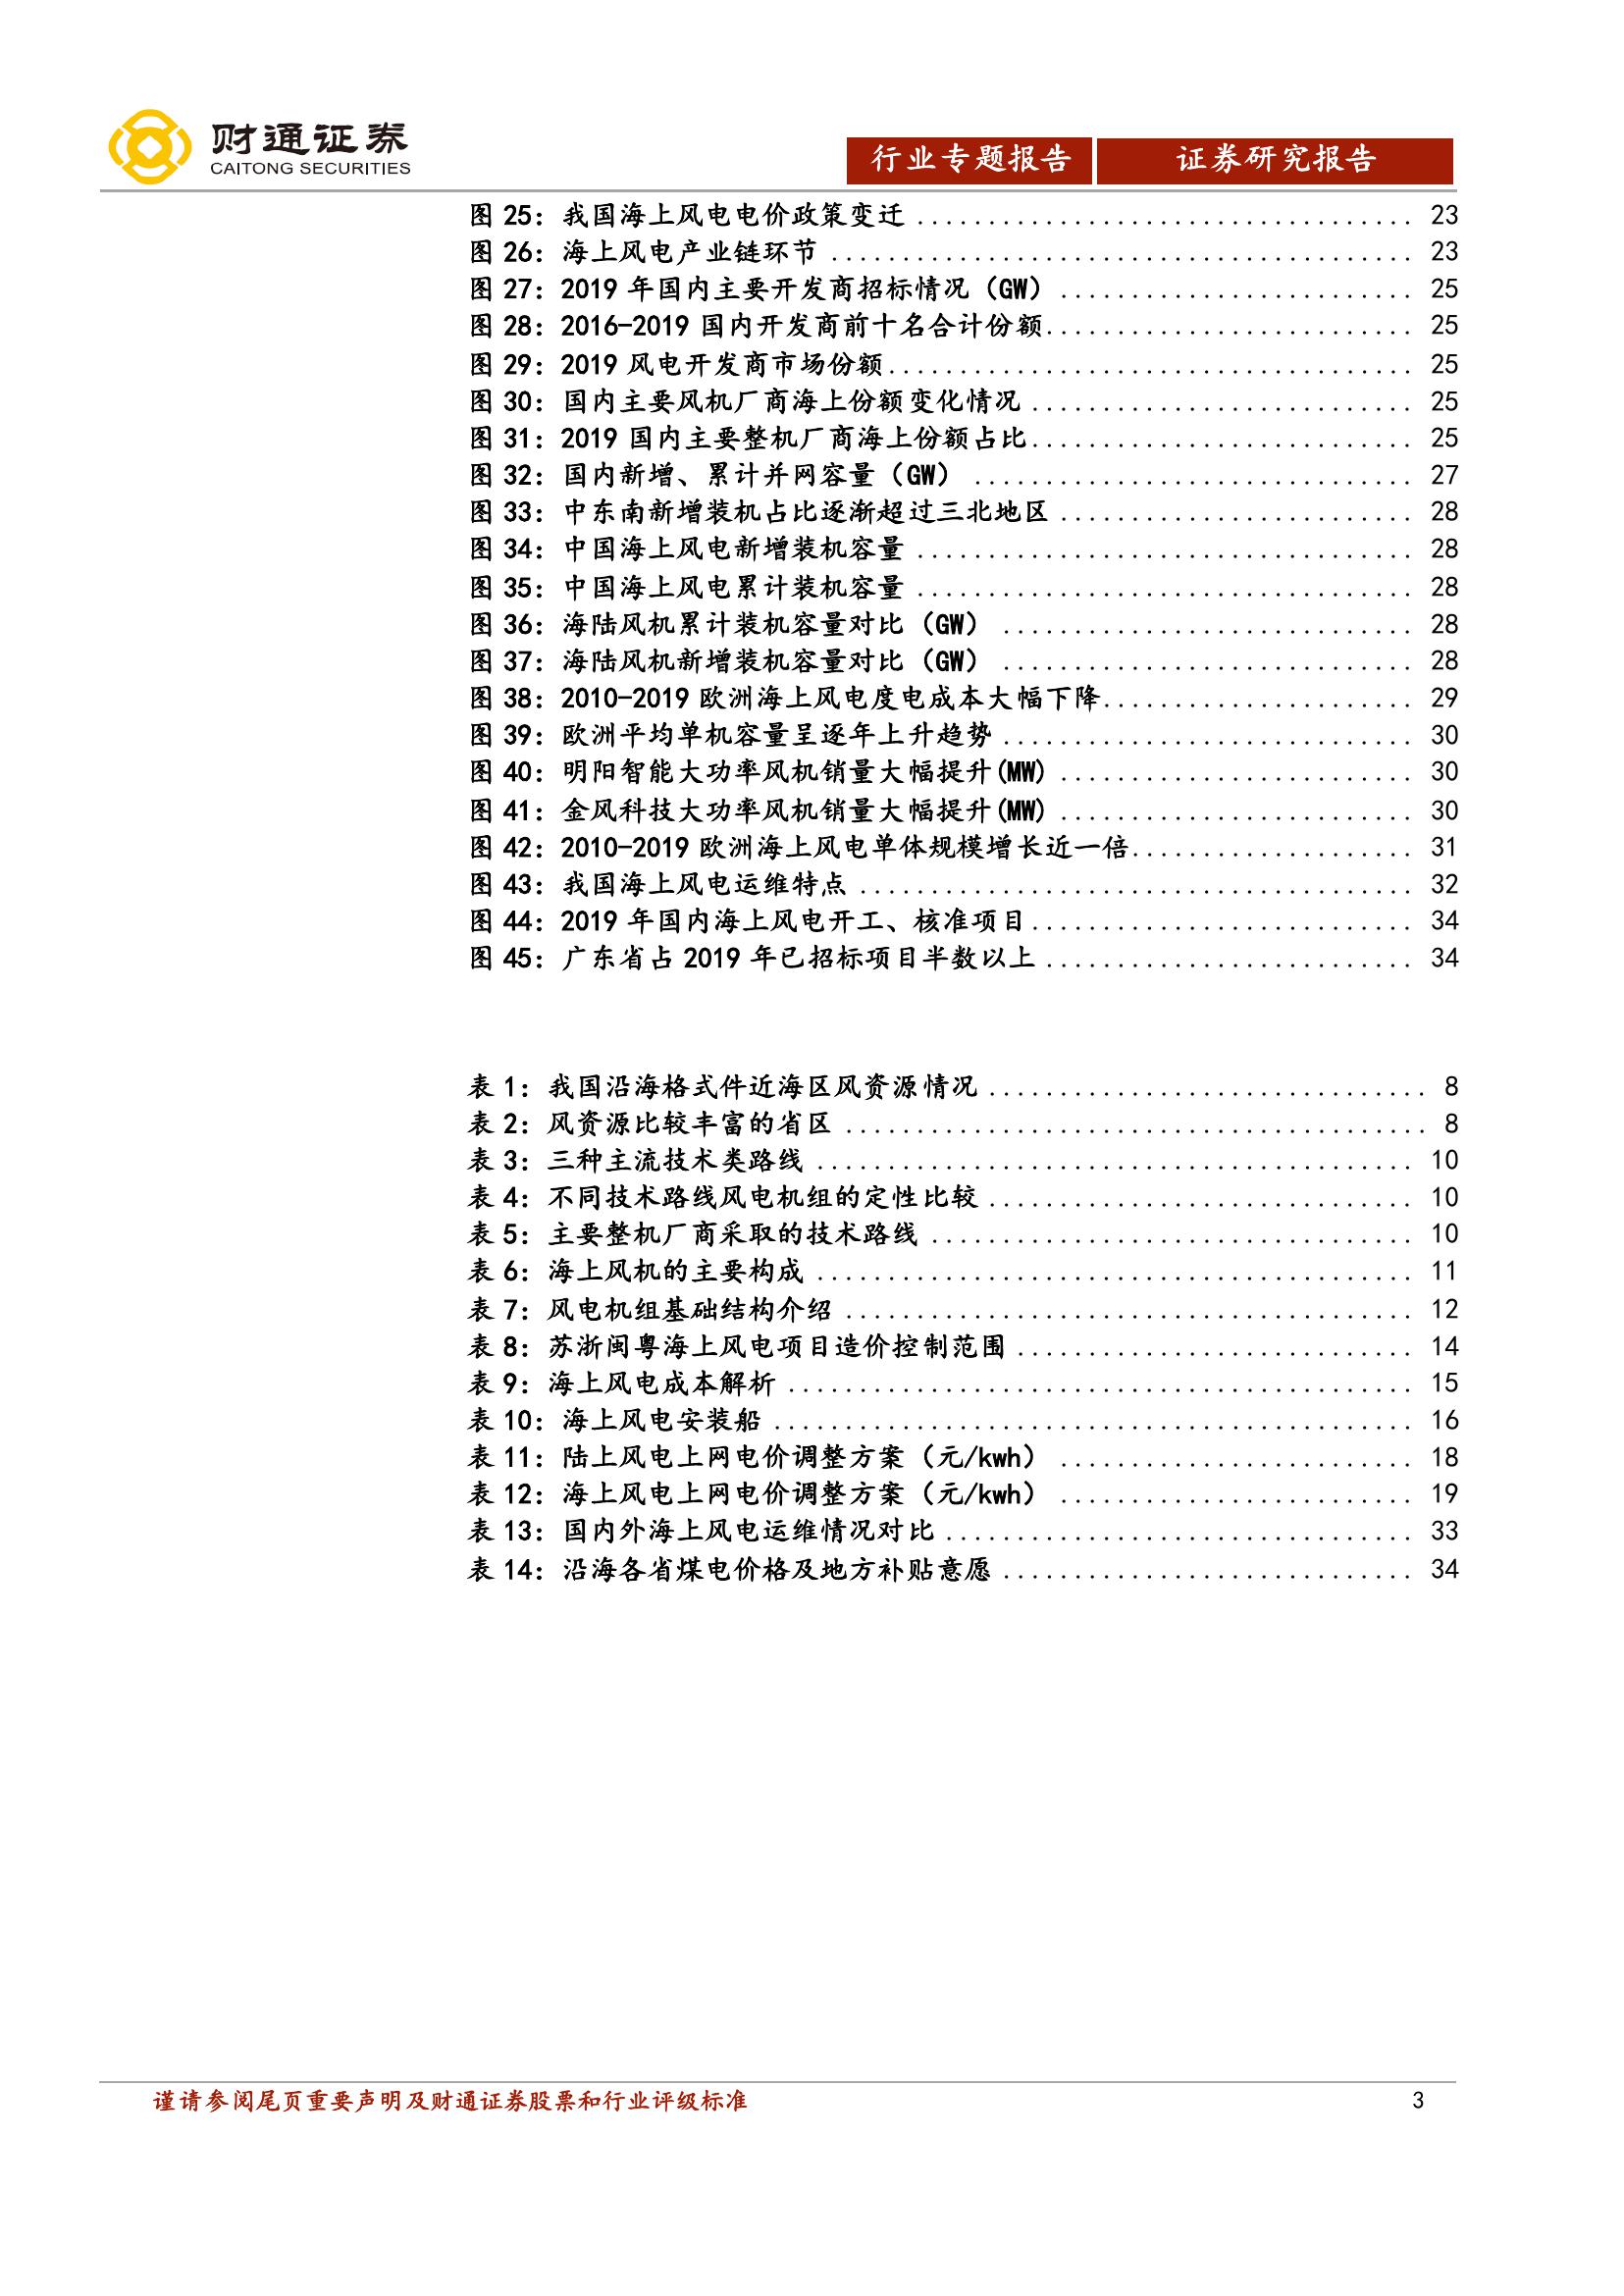 财通证券
CAITONG SECURITIES
行业专题报告 证券研究报告
图 25：我国海上风电电价政策变迁 ................................... 23
图 26：海上风电产业链环节 ......................................... 23
图 27：2019 年国内主要开发商招标情况（GW） ......................... 25
图 28：2016-2019 国内开发商前十名合计份额.......................... 25
图 29：2019 风电开发商市场份额..................................... 25
图 30：国内主要风机厂商海上份额变化情况 ........................... 25
图 31：2019 国内主要整机厂商海上份额占比........................... 25
图 32：国内新增、累计并网容量（GW） ............................... 27
图 33：中东南新增装机占比逐渐超过三北地区 ......................... 28
图 34：中国海上风电新增装机容量 ................................... 28
图 35：中国海上风电累计装机容量 ................................... 28
图 36：海陆风机累计装机容量对比（GW） ............................. 28
图 37：海陆风机新增装机容量对比（GW） ............................. 28
图 38：2010-2019 欧洲海上风电度电成本大幅下降...................... 29
图 39：欧洲平均单机容量呈逐年上升趋势 ............................. 30
图 40：明阳智能大功率风机销量大幅提升(MW) ......................... 30
图 41：金风科技大功率风机销量大幅提升(MW) ......................... 30
图 42：2010-2019 欧洲海上风电单体规模增长近一倍.................... 31
图 43：我国海上风电运维特点 ....................................... 32
图 44：2019 年国内海上风电开工、核准项目........................... 34
图 45：广东省占 2019 年已招标项目半数以上 .......................... 34
表 1：我国沿海格式件近海区风资源情况 ............................... 8
表 2：风资源比较丰富的省区 ......................................... 8
表 3：三种主流技术类路线 .......................................... 10
表 4：不同技术路线风电机组的定性比较 .............................. 10
表 5：主要整机厂商采取的技术路线 .................................. 10
表 6：海上风机的主要构成 .......................................... 11
表 7：风电机组基础结构介绍 ........................................ 12
表 8：苏浙闽粤海上风电项目造价控制范围 ............................ 14
表 9：海上风电成本解析 ............................................ 15
表 10：海上风电安装船 ............................................. 16
表 11：陆上风电上网电价调整方案（元/kwh） ......................... 18
表 12：海上风电上网电价调整方案（元/kwh） ......................... 19
表 13：国内外海上风电运维情况对比 ................................. 33
表 14：沿海各省煤电价格及地方补贴意愿 ............................. 34
谨请参阅尾页重要声明及财通证券股票和行业评级标准 3